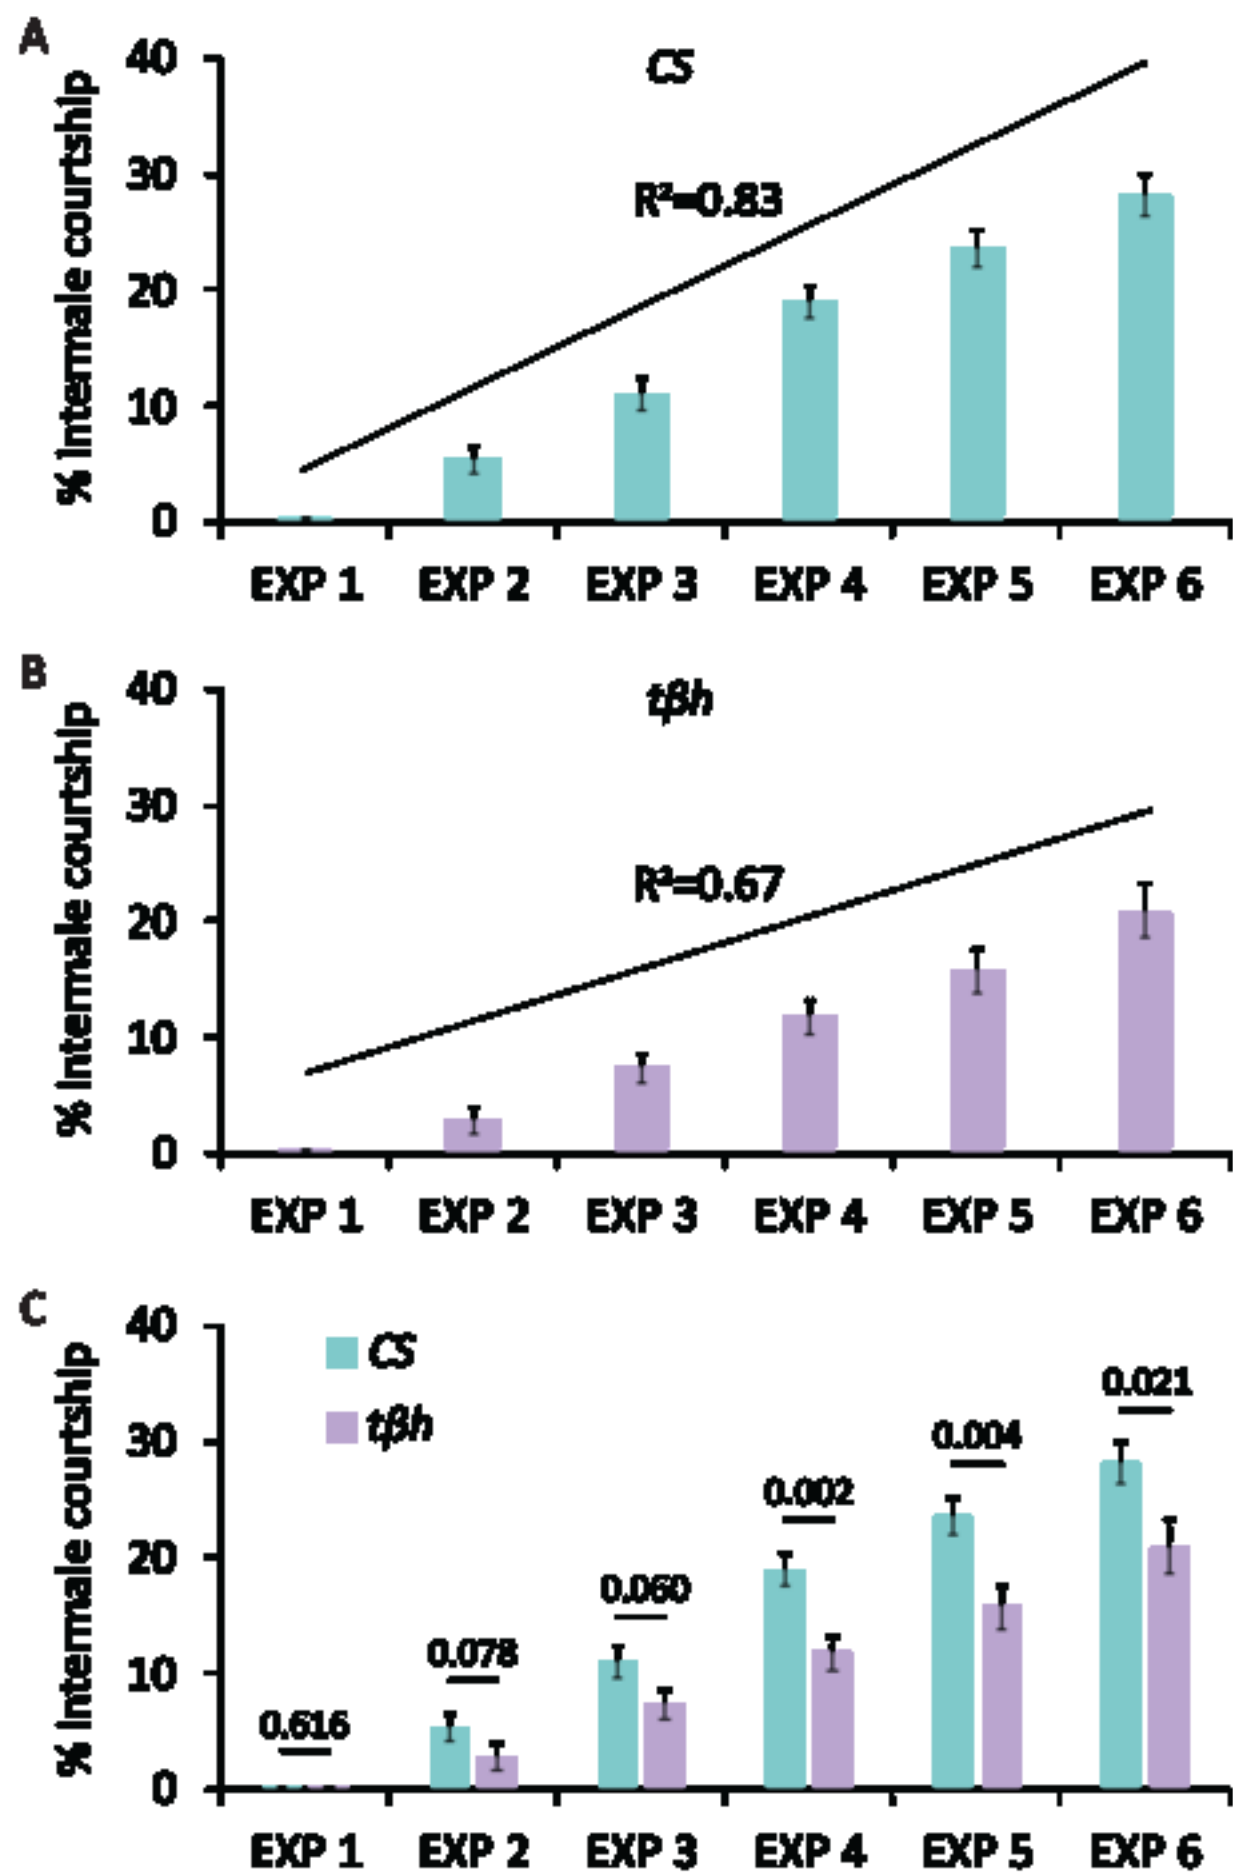 A
CS
% Intermale courtship
40
30
20
10
0
R²=0.83
EXP 1 EXP 2 EXP 3 EXP 4 EXP 5 EXP 6
B
tβh
% Intermale courtship
40
30
20
10
0
R²=0.67
EXP 1 EXP 2 EXP 3 EXP 4 EXP 5 EXP 6
C
% Intermale courtship
40
30
20
10
0
CS
tβh
0.616
0.078
0.060
0.002
0.004
0.021
EXP 1 EXP 2 EXP 3 EXP 4 EXP 5 EXP 6